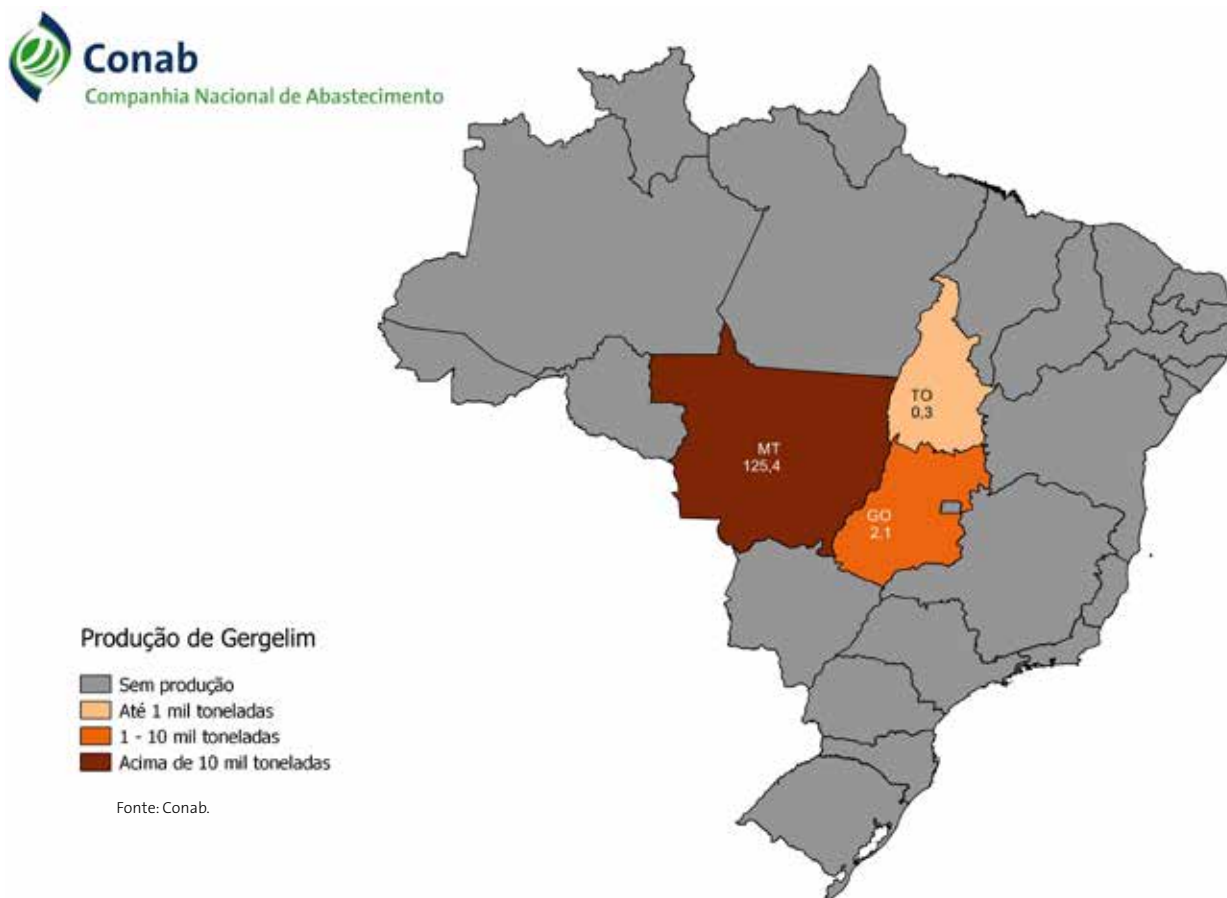 Conab
Companhia Nacional de Abastecimento
TO
0,3
MT
125,4
GO
2,1
Produção de Gergelim
Sem produção
Até 1 mil toneladas
1 - 10 mil toneladas
Acima de 10 mil toneladas
Fonte: Conab.